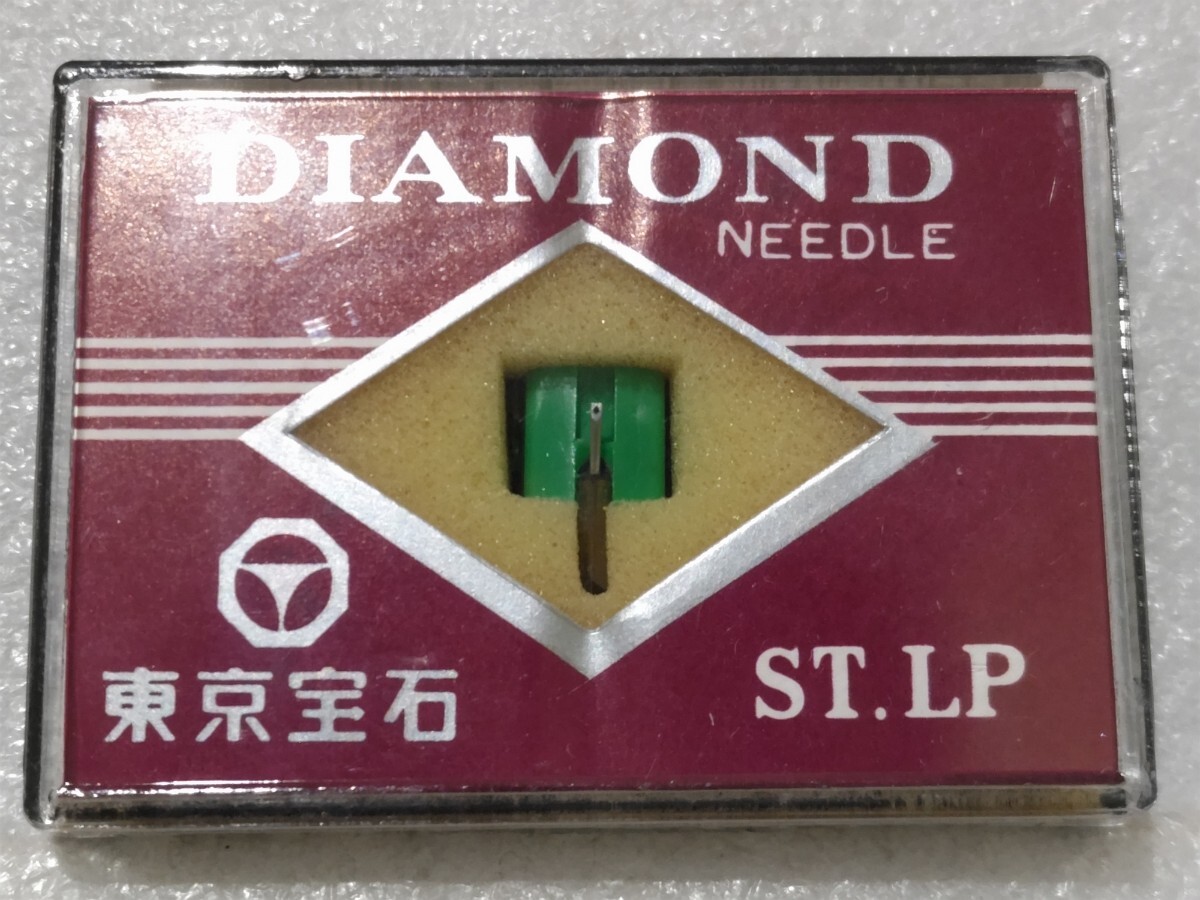 DIAMOND
NEEDLE
東京宝石
ST.LP